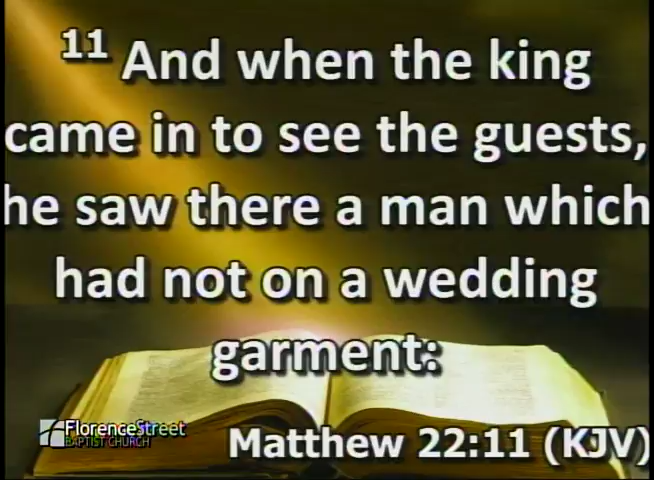 11 And when the king
came in to see the guests,
he saw there a man which
had not on a wedding
garment:
FlorenceStreet
BAPTIST CHURCH
Matthew 22:11 (KJV)